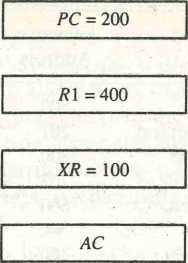 PC = 200
R1 = 400
XR = 100
AC